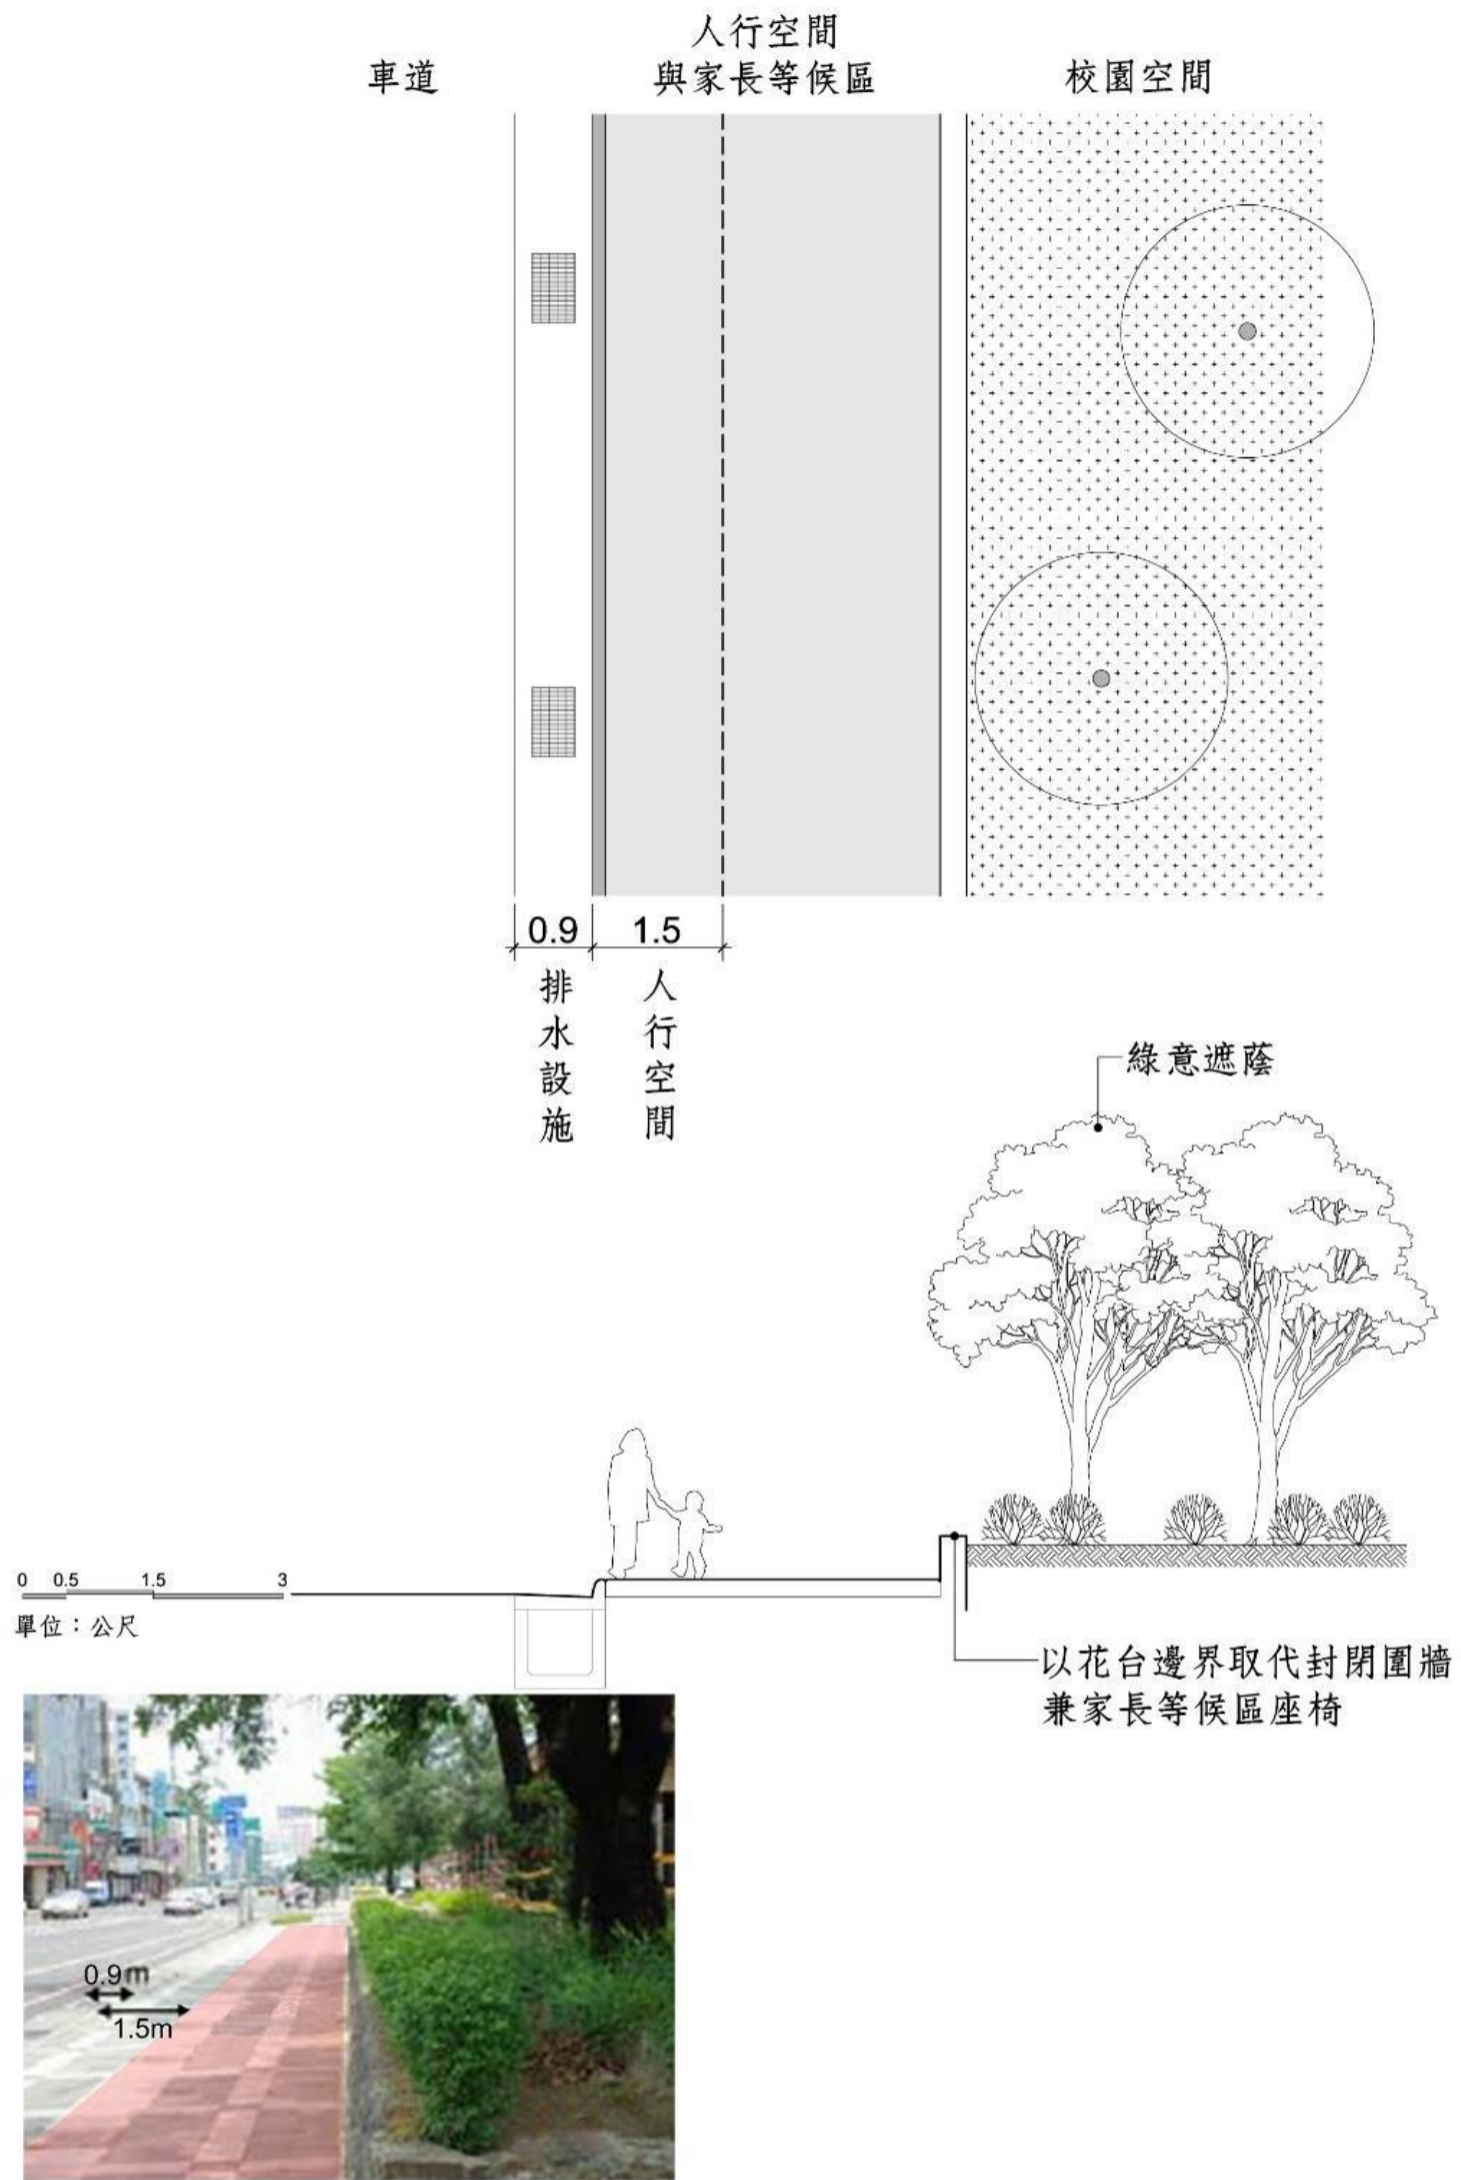 人行空間
車道
與家長等候區
校園空間
0.9
1.5
排水設施
人行空間
綠意遮蔭
0 0.5 1.5 3
單位：公尺
以花台邊界取代封閉圍牆
兼家長等候區座椅
0.9m
1.5m